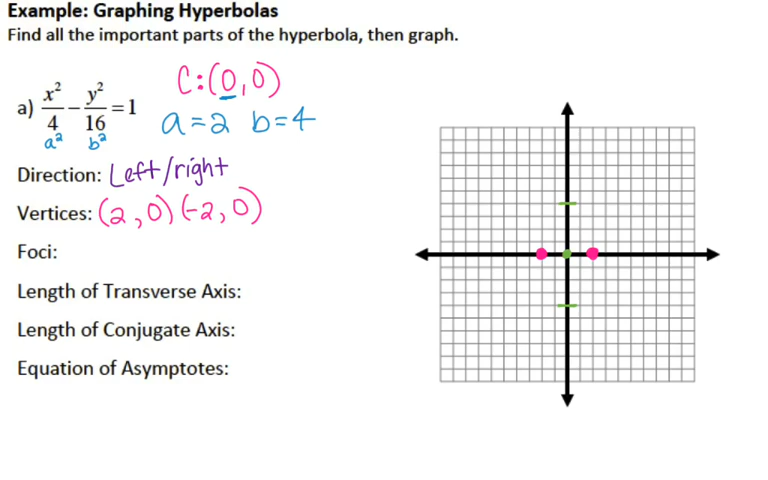 Example: Graphing Hyperbolas
Find all the important parts of the hyperbola, then graph.
C:(0,0)
a) x²/4 - y²/16 = 1
a² b²
a=2 b=4
Direction: Left/right
Vertices: (2,0) (-2,0)
Foci:
Length of Transverse Axis:
Length of Conjugate Axis:
Equation of Asymptotes: